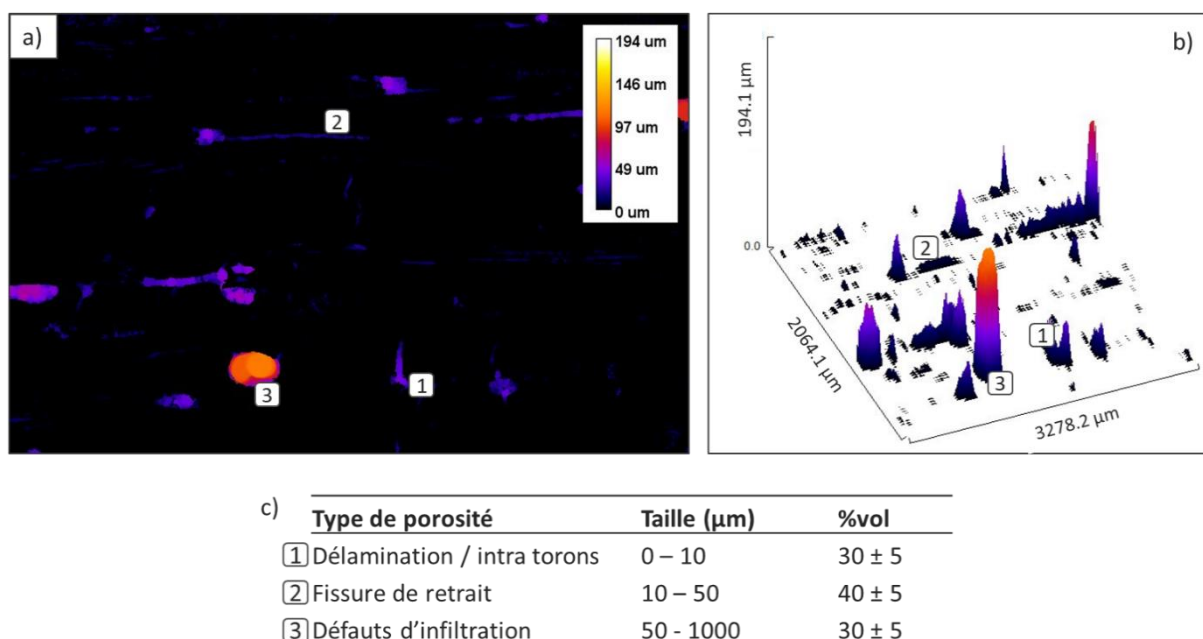 a)
194 um
146 um
97 um
49 um
0 um
2
1
3
b)
194.1 µm
0.0
2
1
3
2064.1 µm
3278.2 µm
c)
Type de porosité Taille (µm) %vol
1 Délamination / intra torons 0 – 10 30 ± 5
2 Fissure de retrait 10 – 50 40 ± 5
3 Défauts d’infiltration 50 - 1000 30 ± 5